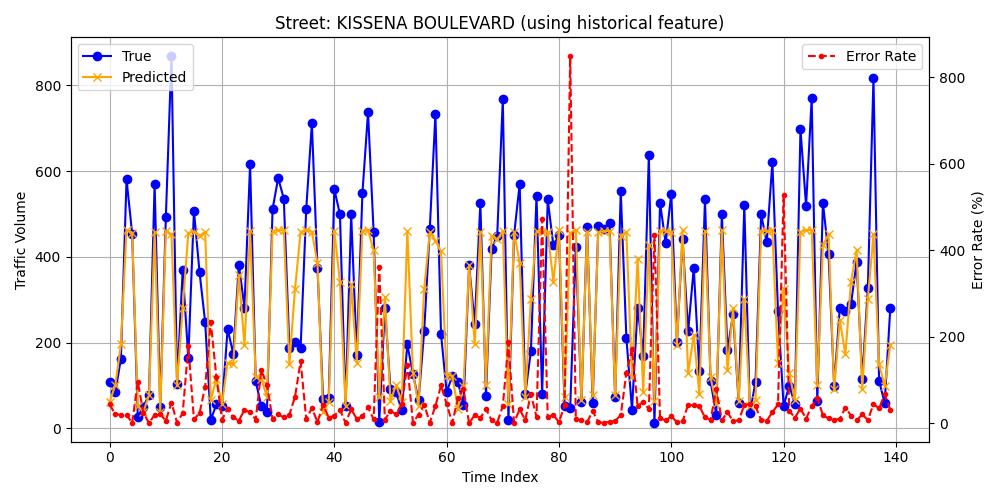 Street: KISSENA BOULEVARD (using historical feature)
True
Predicted
Error Rate
Traffic Volume
0
200
400
600
800
0
200
400
600
800
Error Rate (%)
0 20 40 60 80 100 120 140
Time Index